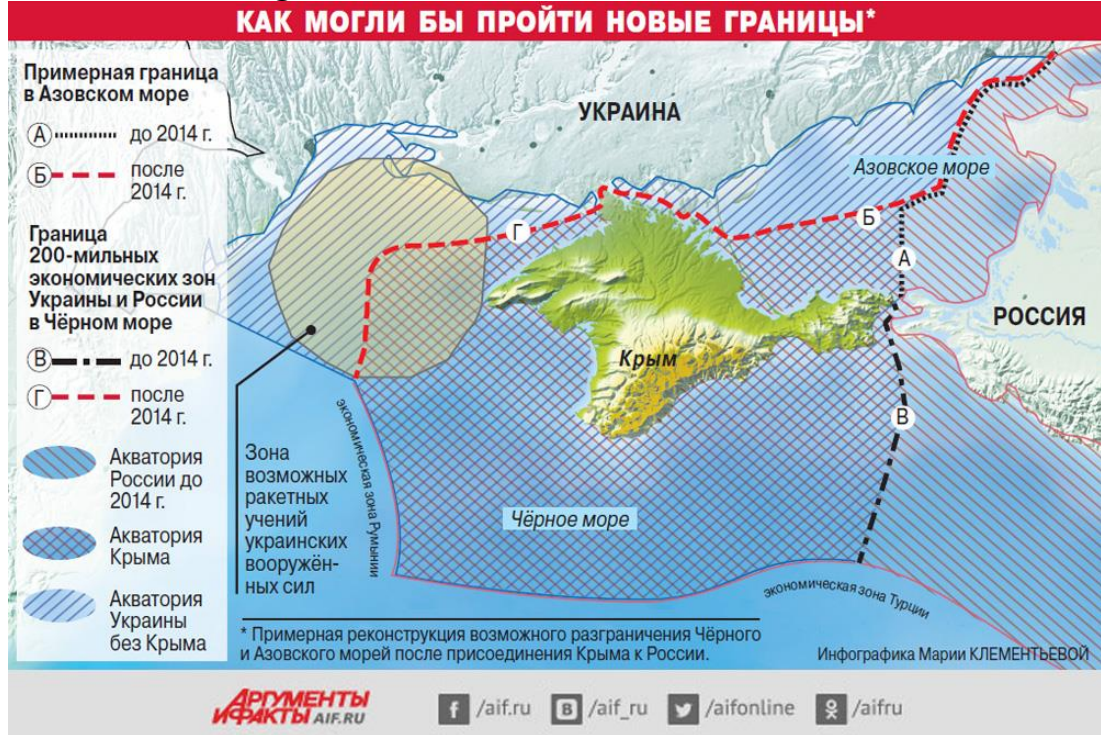 КАК МОГЛИ БЫ ПРОЙТИ НОВЫЕ ГРАНИЦЫ*
Примерная граница
в Азовском море
А до 2014 г.
Б после
2014 г.
Граница
200-мильных
экономических зон
Украины и России
в Чёрном море
В до 2014 г.
Г после
2014 г.
Акватория
России до
2014 г.
Акватория
Крыма
Акватория
Украины
без Крыма
УКРАИНА
Азовское море
Б
Г
А
РОССИЯ
Крым
В
экономическая зона Румынии
Зона
возможных
ракетных
учений
украинских
вооружён-
ных сил
Чёрное море
экономическая зона Турции
* Примерная реконструкция возможного разграничения Чёрного
и Азовского морей после присоединения Крыма к России.
Инфографика Марии КЛЕМЕНТЬЕВОЙ
АРГУМЕНТЫ
И ФАКТЫ AIF.RU
f /aif.ru
B /aif_ru
/aifonline
/aifru